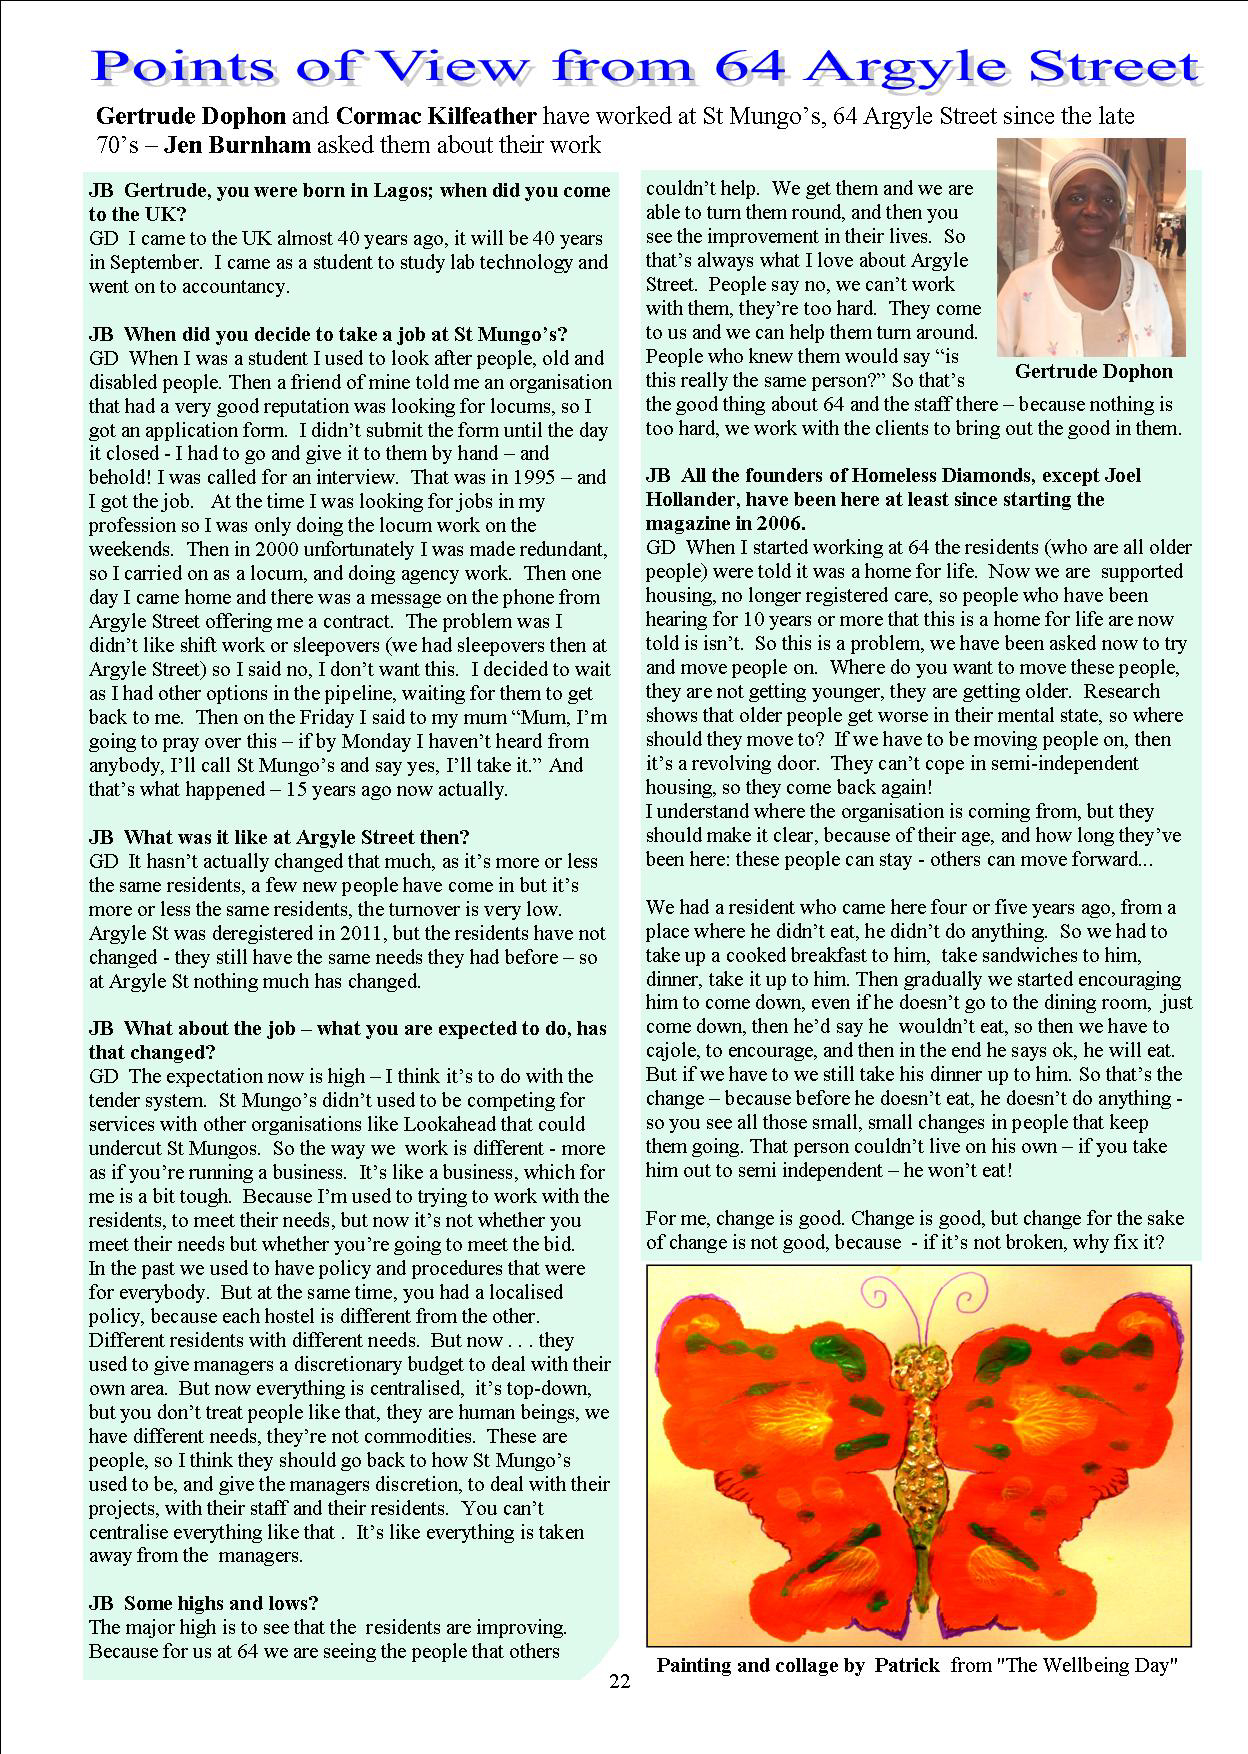 Points of View from 64 Argyle Street
Gertrude Dophon and Cormac Kilfeather have worked at St Mungo’s, 64 Argyle Street since the late
70’s – Jen Burnham asked them about their work
JB  Gertrude, you were born in Lagos; when did you come
to the UK?
GD  I came to the UK almost 40 years ago, it will be 40 years
in September.  I came as a student to study lab technology and
went on to accountancy.
JB  When did you decide to take a job at St Mungo’s?
GD  When I was a student I used to look after people, old and
disabled people. Then a friend of mine told me an organisation
that had a very good reputation was looking for locums, so I
got an application form.  I didn’t submit the form until the day
it closed - I had to go and give it to them by hand – and
behold! I was called for an interview.  That was in 1995 – and
I got the job.   At the time I was looking for jobs in my
profession so I was only doing the locum work on the
weekends.  Then in 2000 unfortunately I was made redundant,
so I carried on as a locum, and doing agency work.  Then one
day I came home and there was a message on the phone from
Argyle Street offering me a contract.  The problem was I
didn’t like shift work or sleepovers (we had sleepovers then at
Argyle Street) so I said no, I don’t want this.  I decided to wait
as I had other options in the pipeline, waiting for them to get
back to me.  Then on the Friday I said to my mum “Mum, I’m
going to pray over this – if by Monday I haven’t heard from
anybody, I’ll call St Mungo’s and say yes, I’ll take it.” And
that’s what happened – 15 years ago now actually.
JB  What was it like at Argyle Street then?
GD  It hasn’t actually changed that much, as it’s more or less
the same residents, a few new people have come in but it’s
more or less the same residents, the turnover is very low.
Argyle St was deregistered in 2011, but the residents have not
changed - they still have the same needs they had before – so
at Argyle St nothing much has changed.
JB  What about the job – what you are expected to do, has
that changed?
GD  The expectation now is high – I think it’s to do with the
tender system.  St Mungo’s didn’t used to be competing for
services with other organisations like Lookahead that could
undercut St Mungos.  So the way we  work is different - more
as if you’re running a business.  It’s like a business, which for
me is a bit tough.  Because I’m used to trying to work with the
residents, to meet their needs, but now it’s not whether you
meet their needs but whether you’re going to meet the bid.
In the past we used to have policy and procedures that were
for everybody.  But at the same time, you had a localised
policy, because each hostel is different from the other.
Different residents with different needs.  But now . . . they
used to give managers a discretionary budget to deal with their
own area.  But now everything is centralised,  it’s top-down,
but you don’t treat people like that, they are human beings, we
have different needs, they’re not commodities.  These are
people, so I think they should go back to how St Mungo’s
used to be, and give the managers discretion, to deal with their
projects, with their staff and their residents.  You can’t
centralise everything like that .  It’s like everything is taken
away from the  managers.
JB  Some highs and lows?
The major high is to see that the  residents are improving.
Because for us at 64 we are seeing the people that others
couldn’t help.  We get them and we are
able to turn them round, and then you
see the improvement in their lives.  So
that’s always what I love about Argyle
Street.  People say no, we can’t work
with them, they’re too hard.  They come
to us and we can help them turn around.
People who knew them would say “is
this really the same person?” So that’s
the good thing about 64 and the staff there – because nothing is
too hard, we work with the clients to bring out the good in them.
Gertrude Dophon
JB  All the founders of Homeless Diamonds, except Joel
Hollander, have been here at least since starting the
magazine in 2006.
GD  When I started working at 64 the residents (who are all older
people) were told it was a home for life.  Now we are  supported
housing, no longer registered care, so people who have been
hearing for 10 years or more that this is a home for life are now
told is isn’t.  So this is a problem, we have been asked now to try
and move people on.  Where do you want to move these people,
they are not getting younger, they are getting older.  Research
shows that older people get worse in their mental state, so where
should they move to?  If we have to be moving people on, then
it’s a revolving door.  They can’t cope in semi-independent
housing, so they come back again!
I understand where the organisation is coming from, but they
should make it clear, because of their age, and how long they’ve
been here: these people can stay - others can move forward...
We had a resident who came here four or five years ago, from a
place where he didn’t eat, he didn’t do anything.  So we had to
take up a cooked breakfast to him,  take sandwiches to him,
dinner, take it up to him. Then gradually we started encouraging
him to come down, even if he doesn’t go to the dining room,  just
come down, then he’d say he  wouldn’t eat, so then we have to
cajole, to encourage, and then in the end he says ok, he will eat.
But if we have to we still take his dinner up to him. So that’s the
change – because before he doesn’t eat, he doesn’t do anything -
so you see all those small, small changes in people that keep
them going. That person couldn’t live on his own – if you take
him out to semi independent – he won’t eat!
For me, change is good. Change is good, but change for the sake
of change is not good, because  - if it’s not broken, why fix it?
Painting and collage by  Patrick  from "The Wellbeing Day"
22